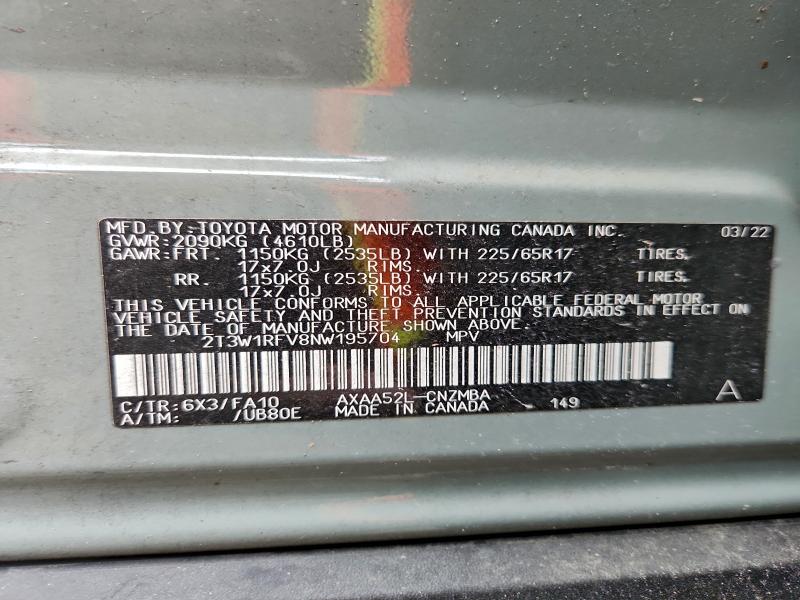 MFD.BY:TOYOTA MOTOR MANUFACTURING CANADA INC. 03/22
GVWR:2090KG (4610LB)
GAWR:FRT. 1150KG (2535LB) WITH 225/65R17 TIRES.
17x7.0J RIMS.
RR. 1150KG (2535LB) WITH 225/65R17 TIRES.
17x7.0J RIMS.
THIS VEHICLE CONFORMS TO ALL APPLICABLE FEDERAL MOTOR
VEHICLE SAFETY AND THEFT PREVENTION STANDARDS IN EFFECT ON
THE DATE OF MANUFACTURE SHOWN ABOVE.
2T3W1RFV8NW195704 MPV
C/TR:6X3/FA10 AXAA52L-CNZMBA 149 A
A/TM: /UB80E MADE IN CANADA